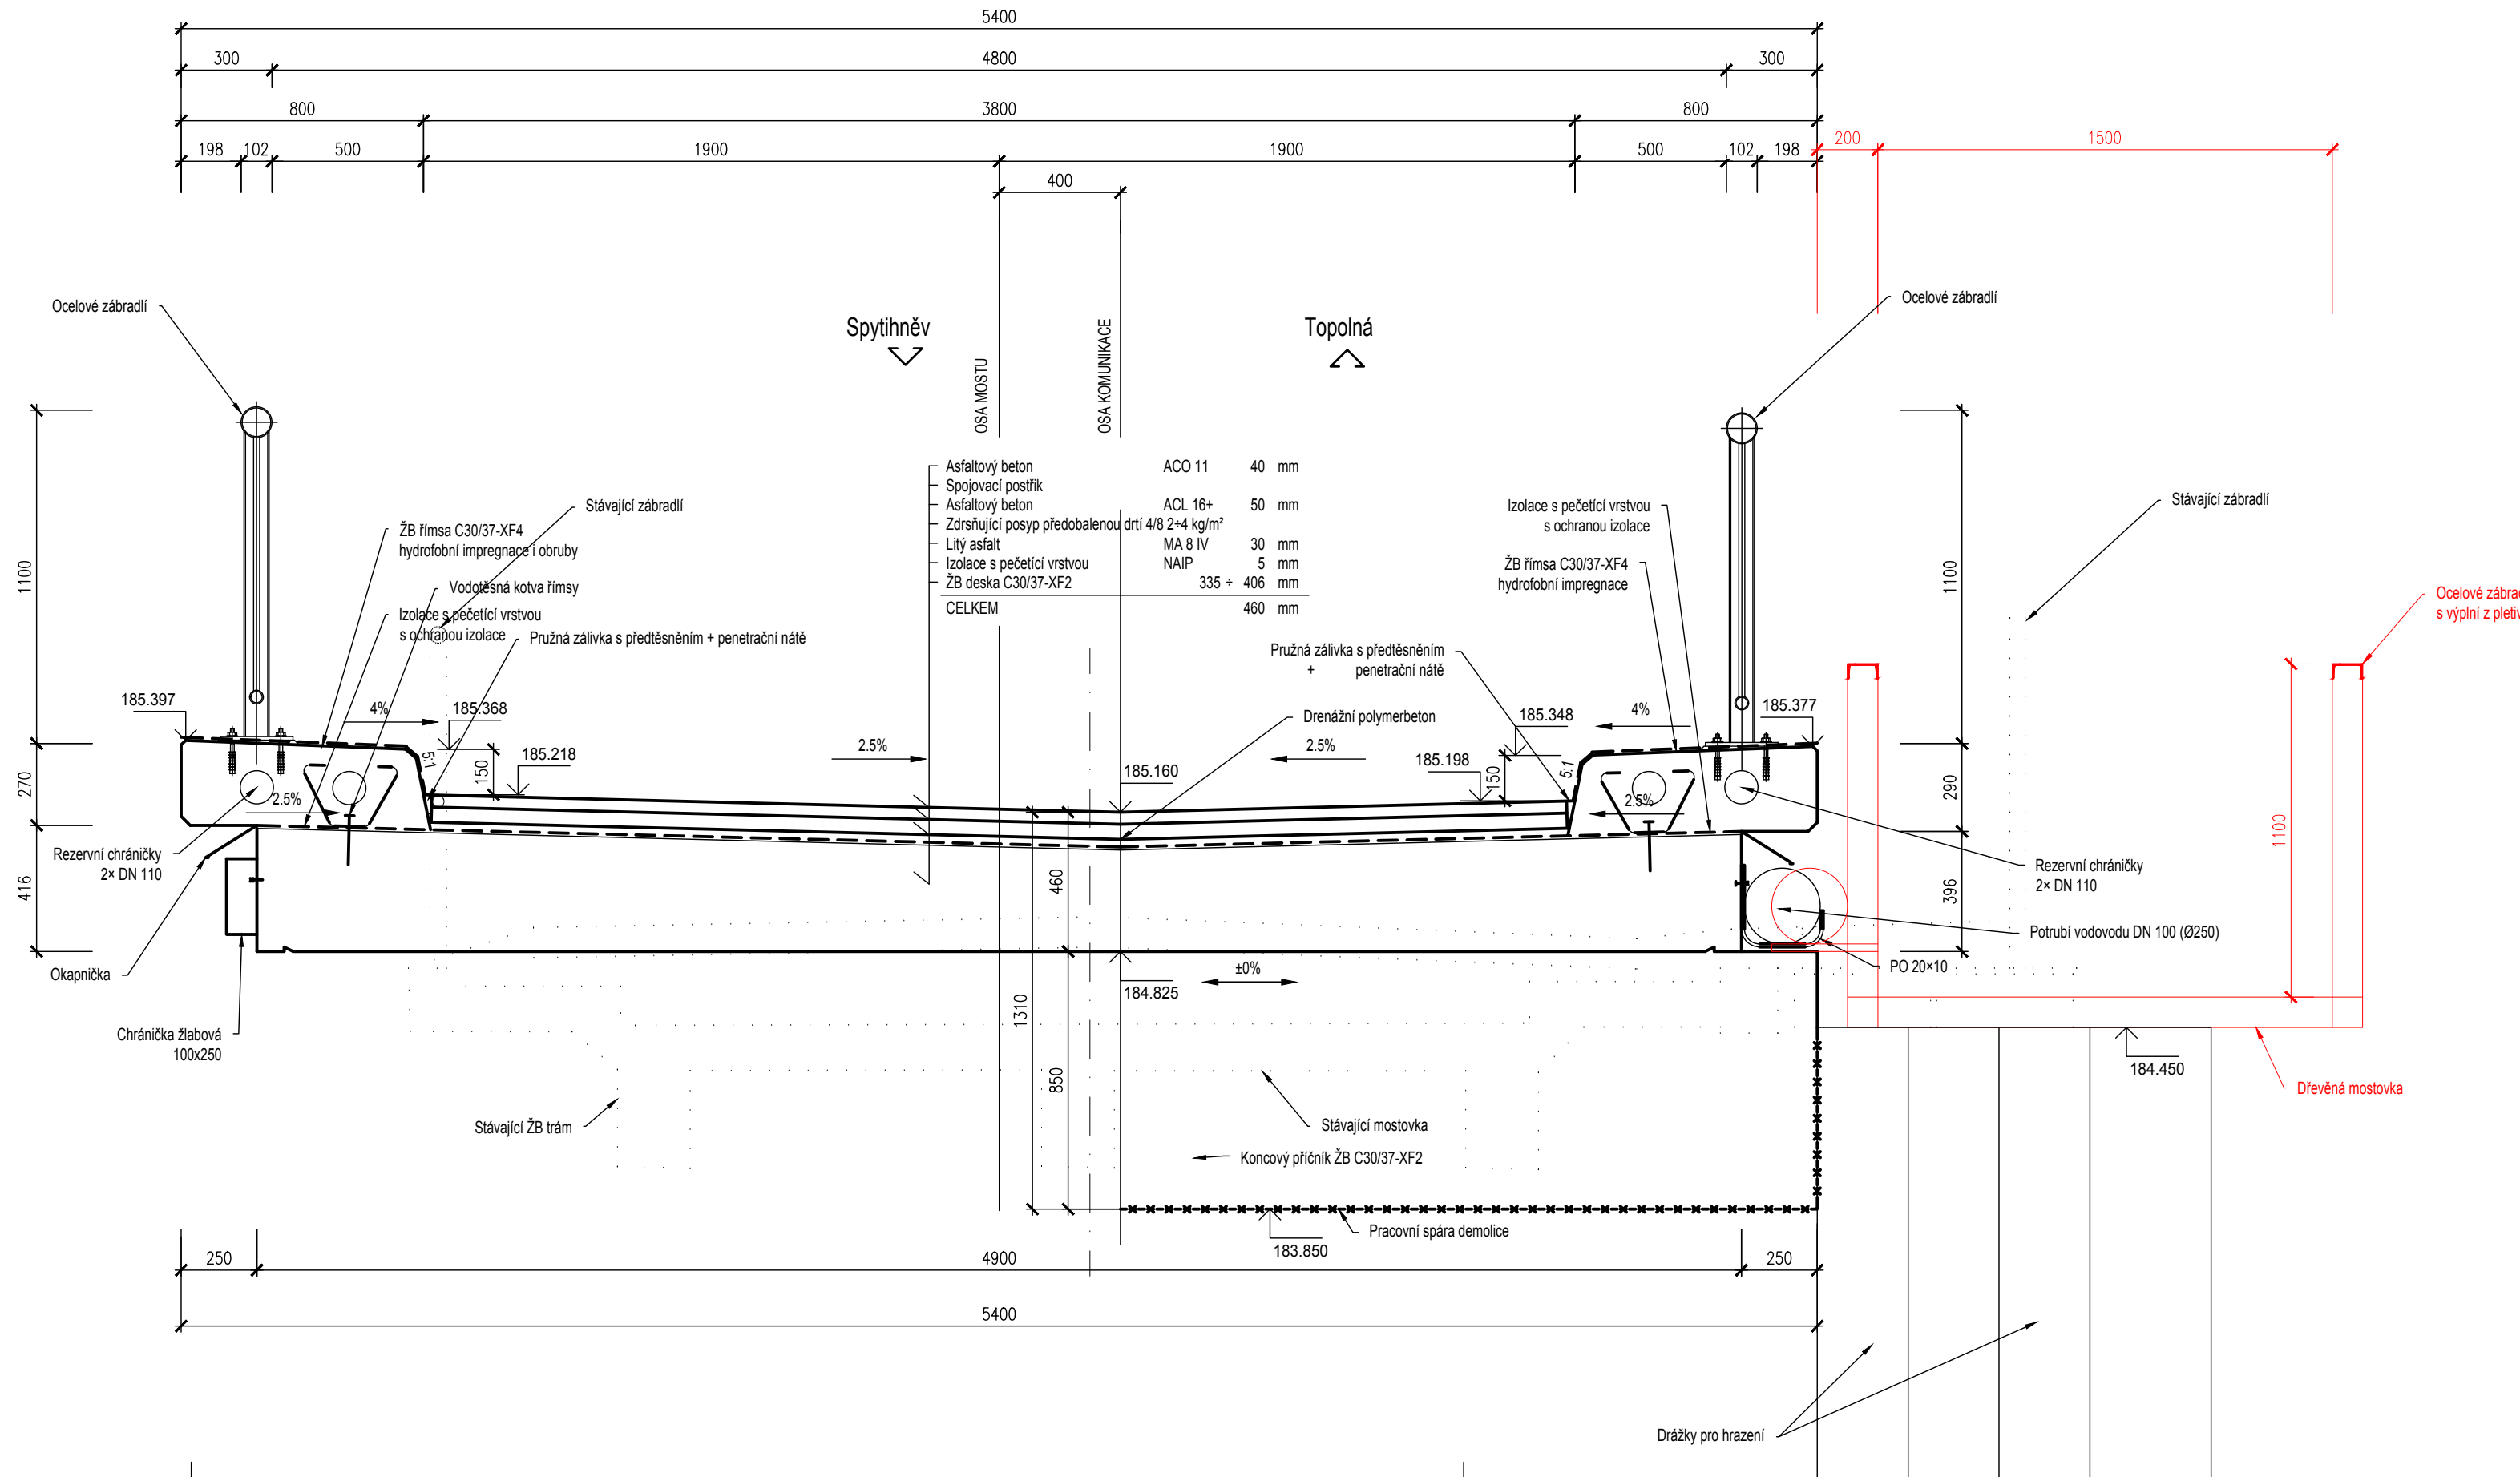 5400
300 4800 300
800 3800 800
198 102 500 1900 1900 500 102 198 200 1500
400
Ocelové zábradlí
Ocelové zábradlí
Spytihněv
Topolná
OSA MOSTU
OSA KOMUNIKACE
Asfaltový beton ACO 11 40 mm
Spojovací postřik
Asfaltový beton ACL 16+ 50 mm
Zdrsňující posyp předobalenou drtí 4/8 2÷4 kg/m²
Litý asfalt MA 8 IV 30 mm
Izolace s pečetící vrstvou NAIP 5 mm
ŽB deska C30/37-XF2 335 ÷ 406 mm
CELKEM 460 mm
Stávající zábradlí
ŽB římsa C30/37-XF4
hydrofobní impregnace i obruby
Vodotěsná kotva římsy
Izolace s pečetící vrstvou
s ochranou izolace
Pružná zálivka s předtěsněním + penetrační nátě
Izolace s pečetící vrstvou
s ochranou izolace
ŽB římsa C30/37-XF4
hydrofobní impregnace
Pružná zálivka s předtěsněním
+ penetrační nátě
Drenážní polymerbeton
Stávající zábradlí
Ocelové zábrad
s výplní z pletiv
1100
270
416
1100
290
396
1100
185.397
4%
185.368
5:1
150
185.218
2.5%
2.5%
185.160
2.5%
185.198
150
185.348
5:1
4%
185.377
2.5%
Rezervní chráničky
2× DN 110
Okapnička
Chránička žlabová
100x250
Rezervní chráničky
2× DN 110
Potrubí vodovodu DN 100 (Ø250)
PO 20×10
460
1310
850
184.825
±0%
184.450
Dřevěná mostovka
Stávající ŽB trám
Stávající mostovka
Koncový příčník ŽB C30/37-XF2
183.850
Pracovní spára demolice
250 4900 250
5400
Drážky pro hrazení